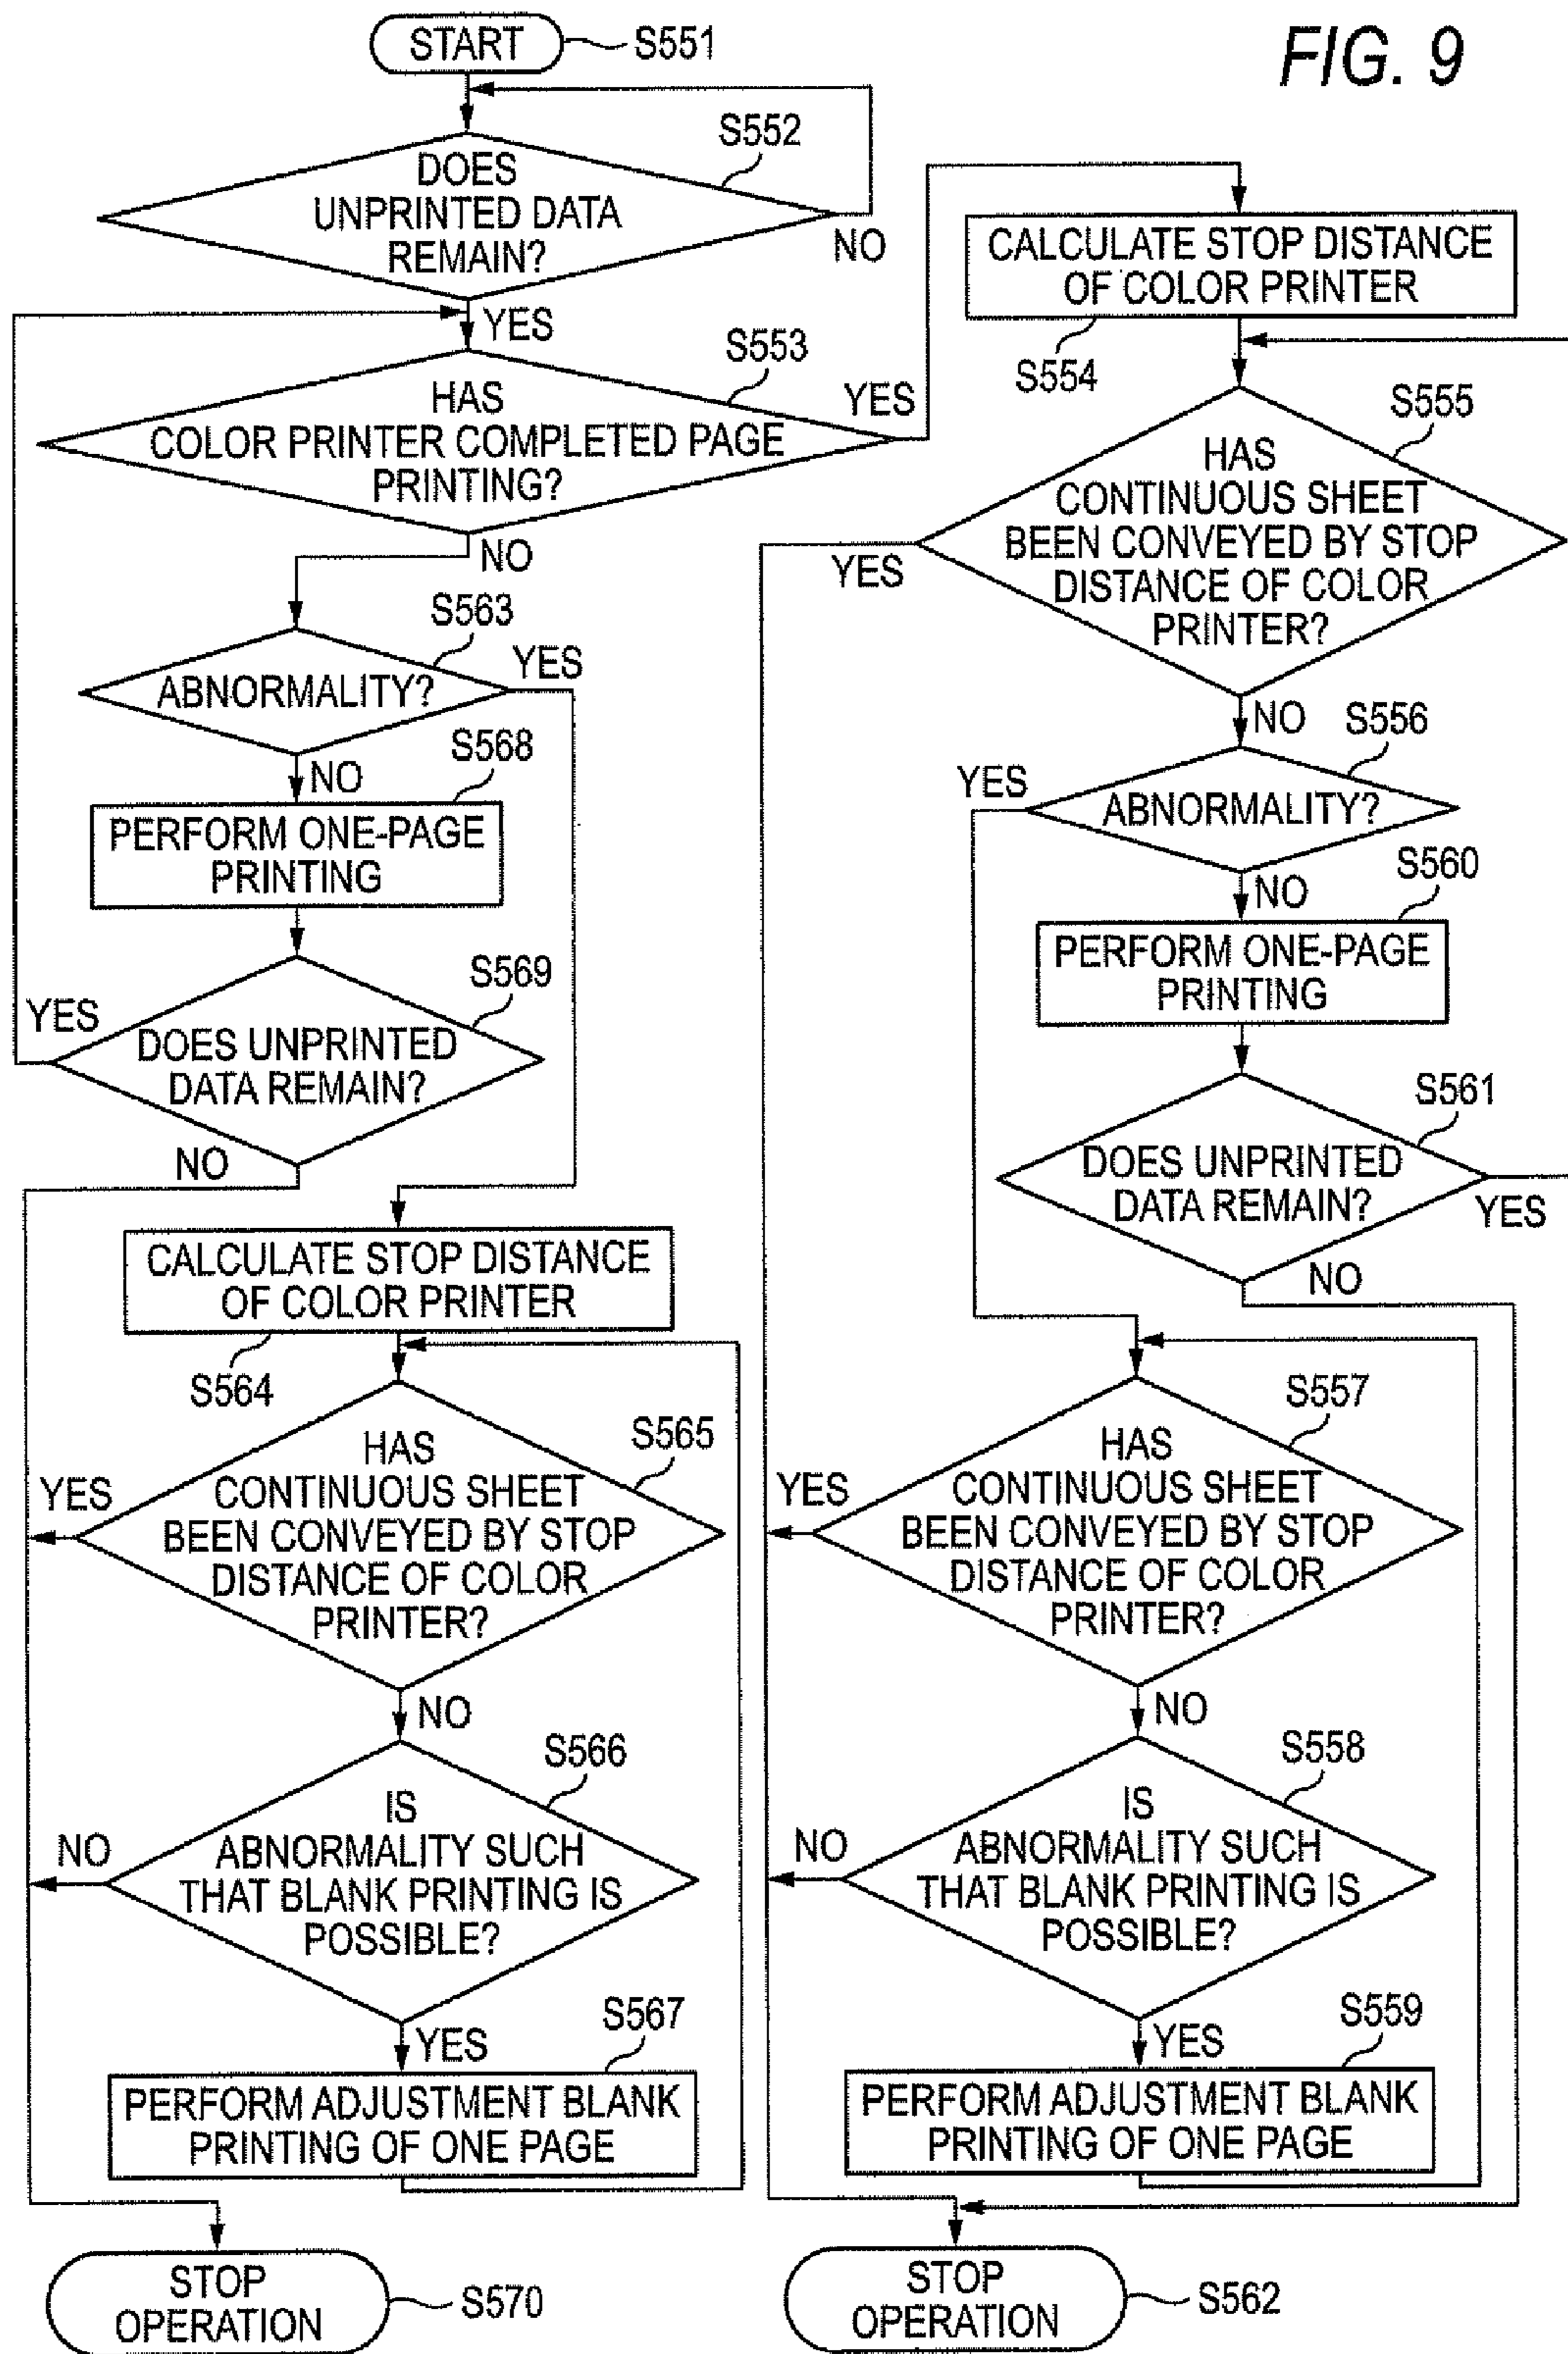 FIG. 9
START
S551
S552
DOES
UNPRINTED DATA
REMAIN?
NO
YES
S553
HAS
COLOR PRINTER COMPLETED PAGE
PRINTING?
YES
NO
S563
ABNORMALITY?
YES
NO
S568
PERFORM ONE-PAGE
PRINTING
S569
DOES UNPRINTED
DATA REMAIN?
YES
NO
CALCULATE STOP DISTANCE
OF COLOR PRINTER
S564
S565
HAS
CONTINUOUS SHEET
BEEN CONVEYED BY STOP
DISTANCE OF COLOR
PRINTER?
YES
NO
S566
IS
ABNORMALITY SUCH
THAT BLANK PRINTING IS
POSSIBLE?
NO
YES
S567
PERFORM ADJUSTMENT BLANK
PRINTING OF ONE PAGE
STOP
OPERATION
S570
CALCULATE STOP DISTANCE
OF COLOR PRINTER
S554
S555
HAS
CONTINUOUS SHEET
BEEN CONVEYED BY STOP
DISTANCE OF COLOR
PRINTER?
YES
NO
S556
ABNORMALITY?
YES
NO
S560
PERFORM ONE-PAGE
PRINTING
S561
DOES UNPRINTED
DATA REMAIN?
YES
NO
S557
HAS
CONTINUOUS SHEET
BEEN CONVEYED BY STOP
DISTANCE OF COLOR
PRINTER?
YES
NO
S558
IS
ABNORMALITY SUCH
THAT BLANK PRINTING IS
POSSIBLE?
NO
YES
S559
PERFORM ADJUSTMENT BLANK
PRINTING OF ONE PAGE
STOP
OPERATION
S562